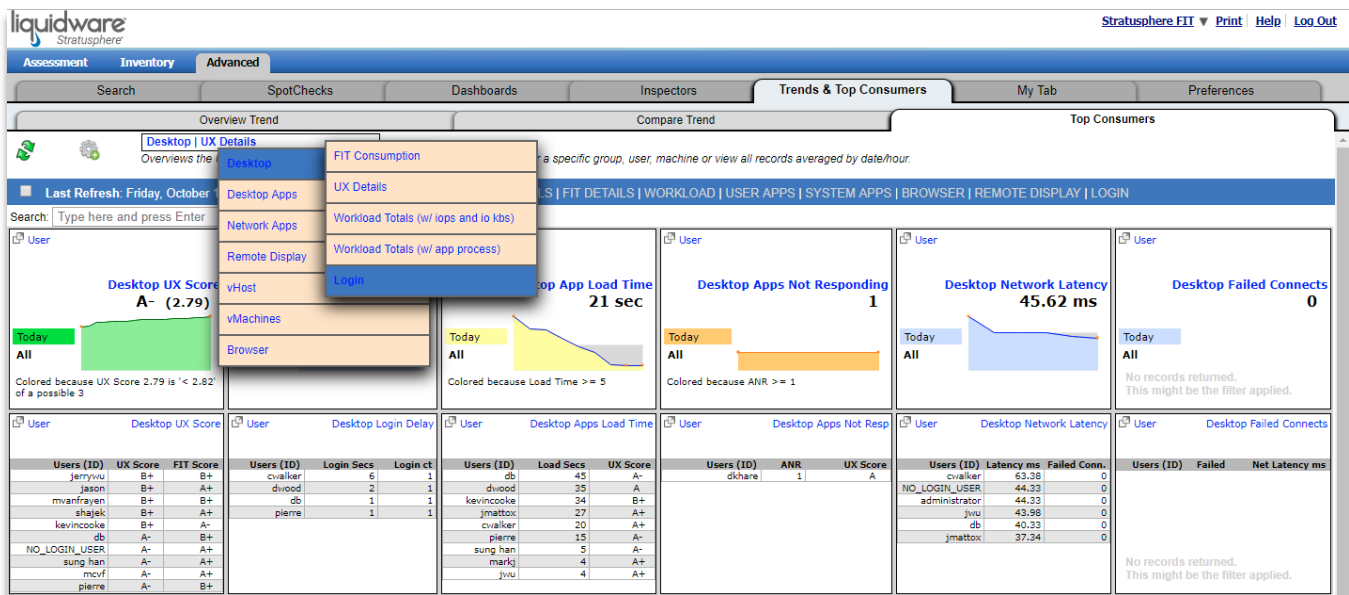 liquidware
Stratusphere
Stratusphere FIT ▼ Print Help Log Out
Assessment Inventory Advanced
Search SpotChecks Dashboards Inspectors Trends & Top Consumers My Tab Preferences
Overview Trend Compare Trend Top Consumers
Desktop | UX Details
Overviews the
r a specific group, user, machine or view all records averaged by date/hour.
Last Refresh: Friday, October
LS | FIT DETAILS | WORKLOAD | USER APPS | SYSTEM APPS | BROWSER | REMOTE DISPLAY | LOGIN
Search: Type here and press Enter
Desktop
Desktop Apps
Network Apps
Remote Display
vHost
vMachines
Browser
FIT Consumption
UX Details
Workload Totals (w/ iops and io kbs)
Workload Totals (w/ app process)
Login
User
Desktop UX Score
A- (2.79)
Today
All
Colored because UX Score 2.79 is '< 2.82'
of a possible 3
op App Load Time
21 sec
Today
All
Colored because Load Time >= 5
User
Desktop Apps Not Responding
1
Today
All
Colored because ANR >= 1
User
Desktop Network Latency
45.62 ms
Today
All
User
Desktop Failed Connects
0
Today
All
No records returned.
This might be the filter applied.
User Desktop UX Score
Users (ID) UX Score FIT Score
jerrywu B+ B+
jason B+ A+
mvanfrayen B+ B+
shajek B+ A+
kevincooke B+ A-
db A- B+
NO_LOGIN_USER A- A+
sung han A- A+
mcvf A- A+
pierre A- B+
User Desktop Login Delay
Users (ID) Login Secs Login ct
cwalker 6 1
dwood 2 1
db 1 1
pierre 1 1
User Desktop Apps Load Time
Users (ID) Load Secs UX Score
db 45 A-
dwood 35 A
kevincooke 34 B+
jmattox 27 A+
cwalker 20 A+
pierre 15 A-
sung han 5 A-
markj 4 A+
jwu 4 A+
User Desktop Apps Not Resp
Users (ID) ANR UX Score
dkhare 1 A
User Desktop Network Latency
Users (ID) Latency ms Failed Conn.
cwalker 63.38 0
NO_LOGIN_USER 44.33 0
administrator 44.33 0
jwu 43.98 0
db 40.33 0
jmattox 37.34 0
User Desktop Failed Connects
Users (ID) Failed Net Latency ms
No records returned.
This might be the filter applied.